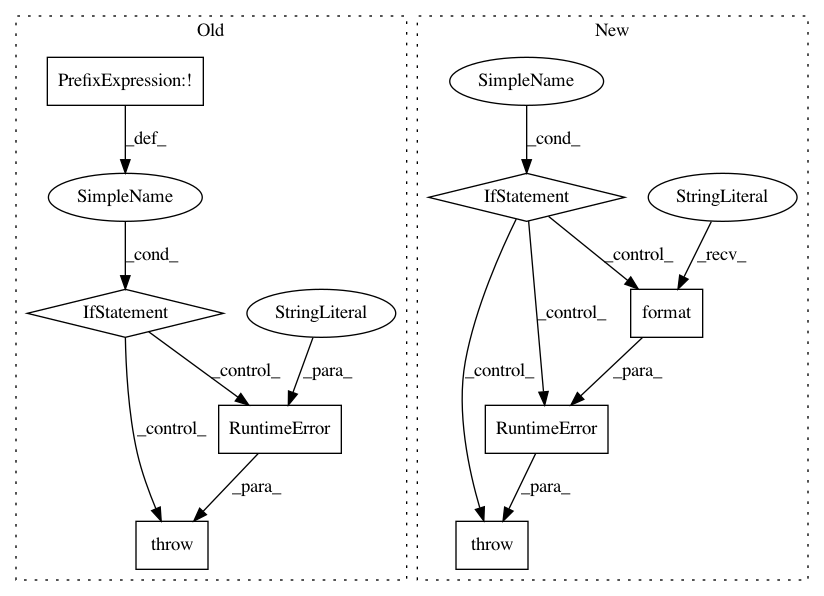 Old
New
PrefixExpression:!
SimpleName
_def_
_cond_
SimpleName
IfStatement
StringLiteral
_cond_
_control_
_recv_
IfStatement
StringLiteral
format
_control_
_control_
_para_
_control_
_control_
_para_
RuntimeError
RuntimeError
_para_
_para_
throw
throw